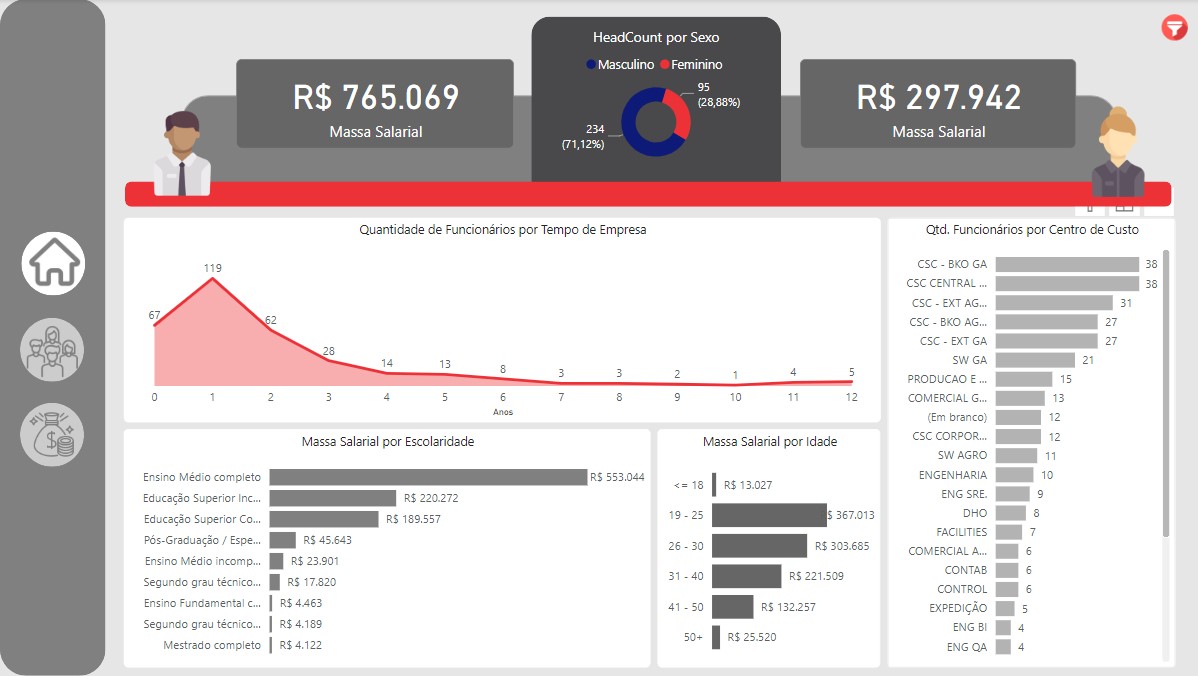 HeadCount por Sexo
Masculino Feminino
95
(28,88%)
234
(71,12%)
R$ 765.069
Massa Salarial
R$ 297.942
Massa Salarial
Quantidade de Funcionários por Tempo de Empresa
67
119
62
28
14
13
8
3
3
2
1
4
5
0 1 2 3 4 5 6 7 8 9 10 11 12
Anos
Massa Salarial por Escolaridade
Ensino Médio completo R$ 553.044
Educação Superior Inc... R$ 220.272
Educação Superior Co... R$ 189.557
Pós-Graduação / Espe... R$ 45.643
Ensino Médio incomp... R$ 23.901
Segundo grau técnico... R$ 17.820
Ensino Fundamental c... R$ 4.463
Segundo grau técnico... R$ 4.189
Mestrado completo R$ 4.122
Massa Salarial por Idade
<= 18 R$ 13.027
19 - 25 R$ 367.013
26 - 30 R$ 303.685
31 - 40 R$ 221.509
41 - 50 R$ 132.257
50+ R$ 25.520
Qtd. Funcionários por Centro de Custo
CSC - BKO GA 38
CSC CENTRAL ... 38
CSC - EXT AG... 31
CSC - BKO AG... 27
CSC - EXT GA 27
SW GA 21
PRODUCAO E ... 15
COMERCIAL G... 13
(Em branco) 12
CSC CORPOR... 12
SW AGRO 11
ENGENHARIA 10
ENG SRE. 9
DHO 8
FACILITIES 7
COMERCIAL A... 6
CONTAB 6
CONTROL 6
EXPEDIÇÃO 5
ENG BI 4
ENG QA 4